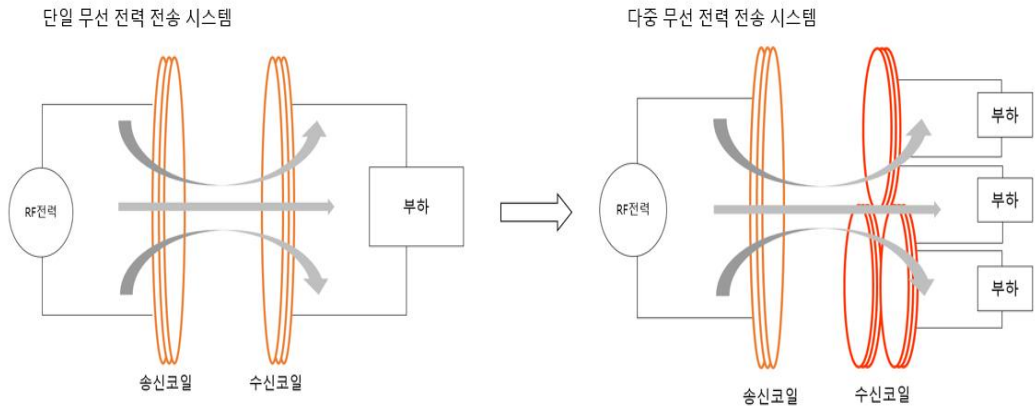 단일 무선 전력 전송 시스템
RF전력
부하
송신코일
수신코일
다중 무선 전력 전송 시스템
RF전력
부하
부하
부하
송신코일
수신코일